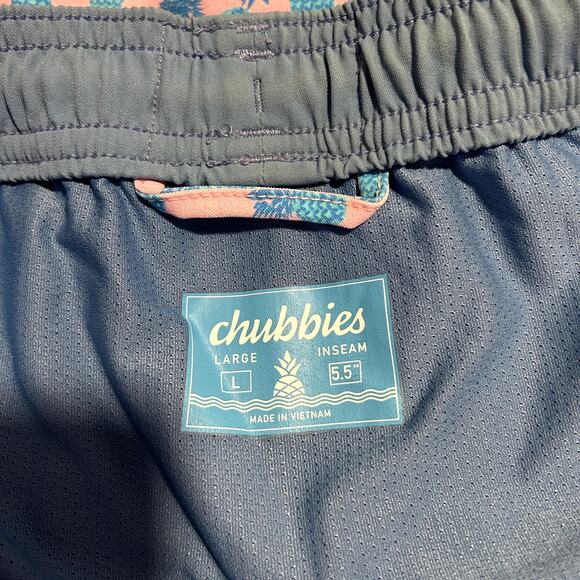 chubbies
LARGE INSEAM
L 5.5"
MADE IN VIETNAM